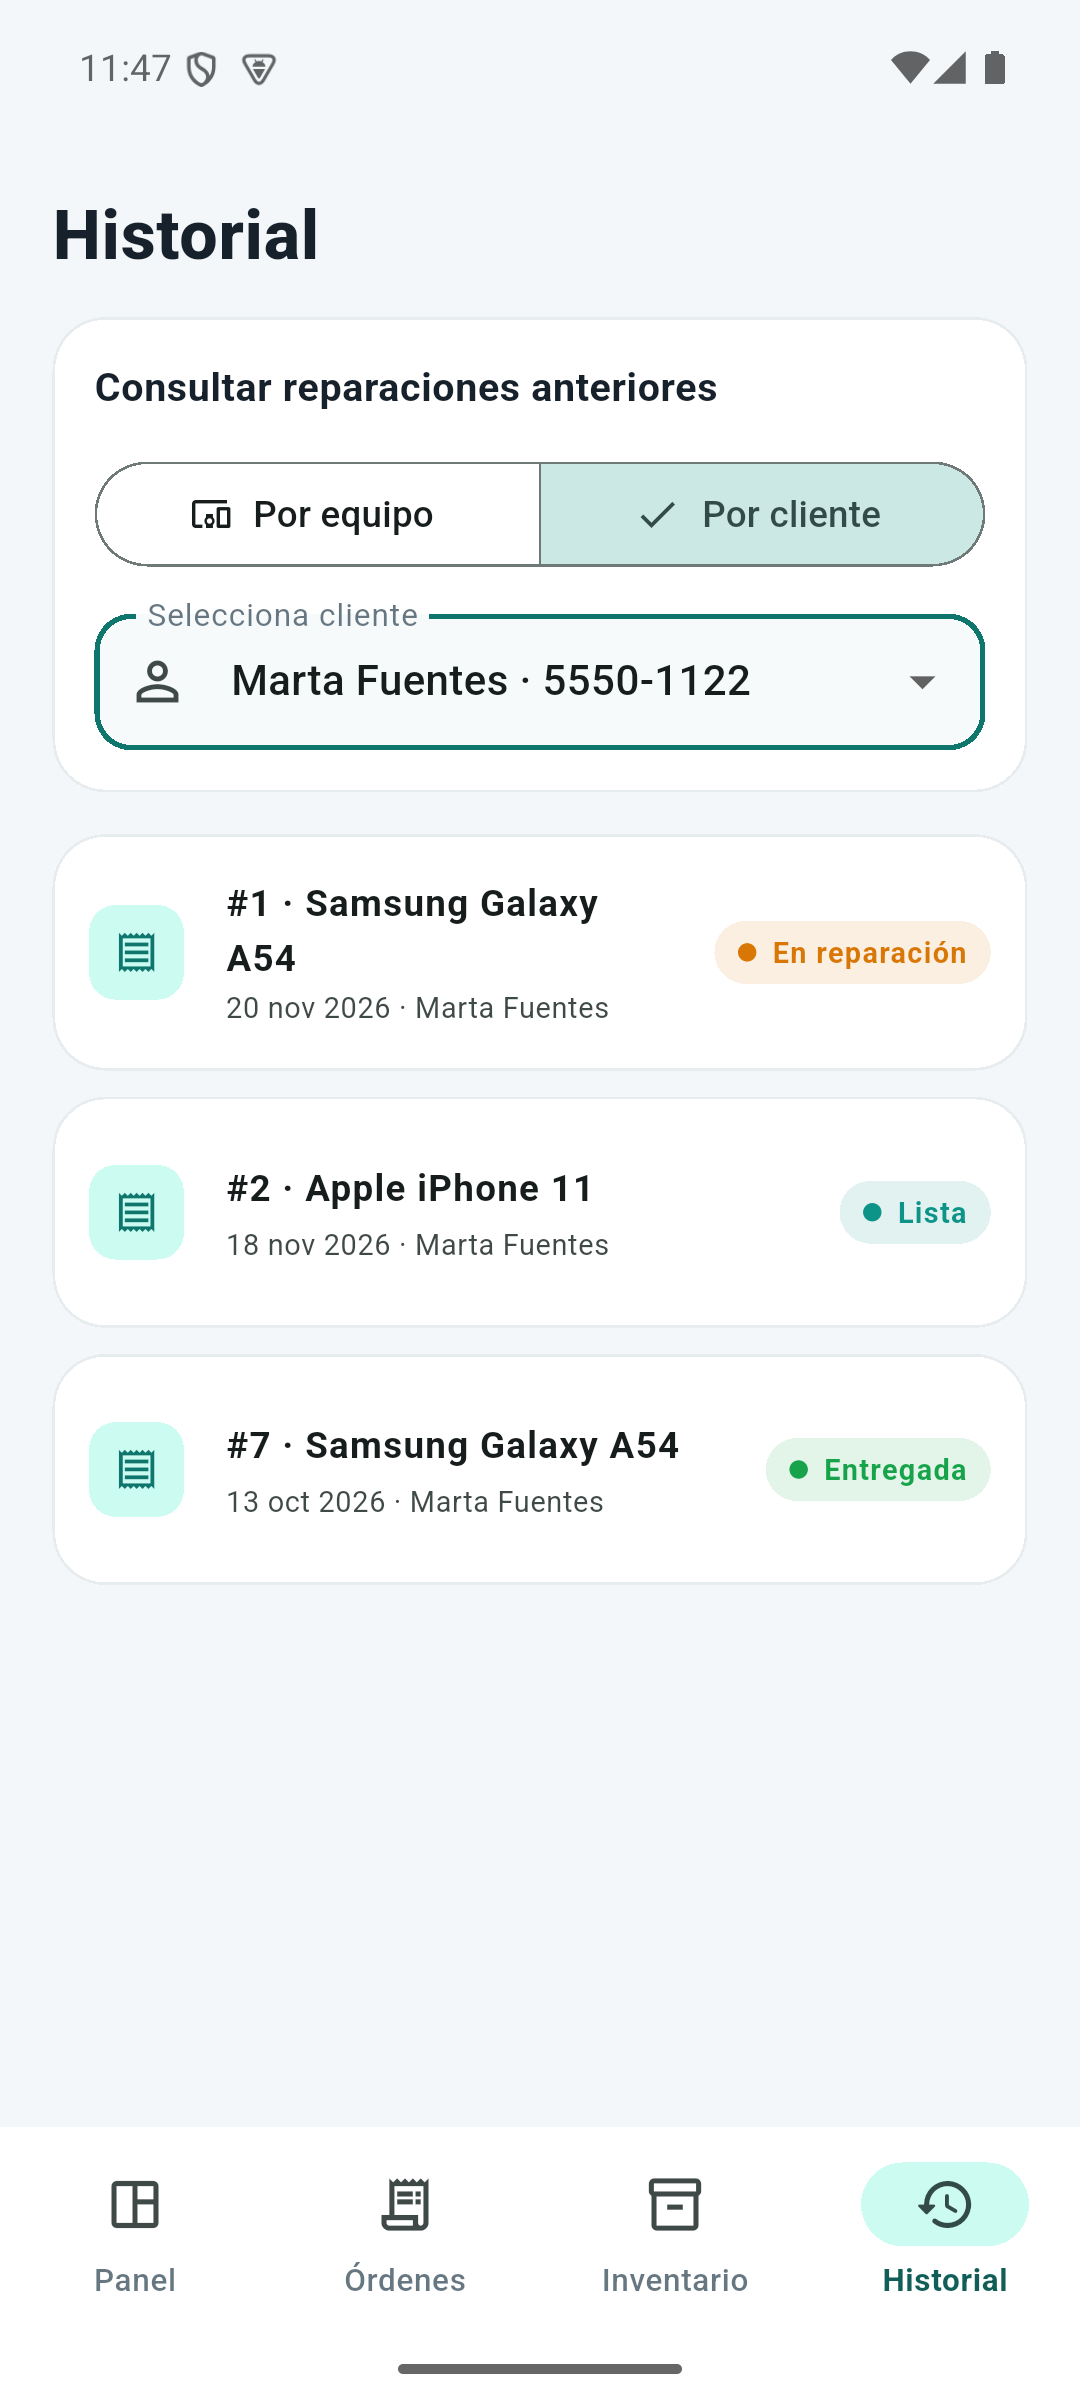 11:47
Historial
Consultar reparaciones anteriores
Por equipo
Por cliente
Selecciona cliente
Marta Fuentes · 5550-1122
#1 · Samsung Galaxy
A54
20 nov 2026 · Marta Fuentes
En reparación
#2 · Apple iPhone 11
18 nov 2026 · Marta Fuentes
Lista
#7 · Samsung Galaxy A54
13 oct 2026 · Marta Fuentes
Entregada
Panel
Órdenes
Inventario
Historial